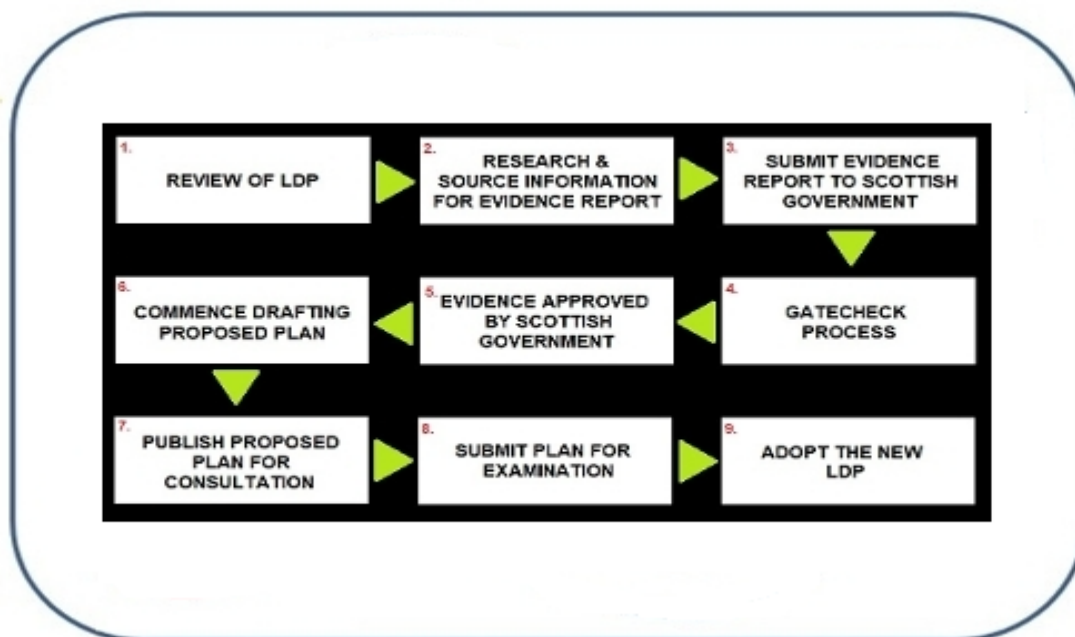 1.
REVIEW OF LDP
2.
RESEARCH &
SOURCE INFORMATION
FOR EVIDENCE REPORT
3.
SUBMIT EVIDENCE
REPORT TO SCOTTISH
GOVERNMENT
4.
GATECHECK
PROCESS
5.
EVIDENCE APPROVED
BY SCOTTISH
GOVERNMENT
6.
COMMENCE DRAFTING
PROPOSED PLAN
7.
PUBLISH PROPOSED
PLAN FOR
CONSULTATION
8.
SUBMIT PLAN FOR
EXAMINATION
9.
ADOPT THE NEW
LDP